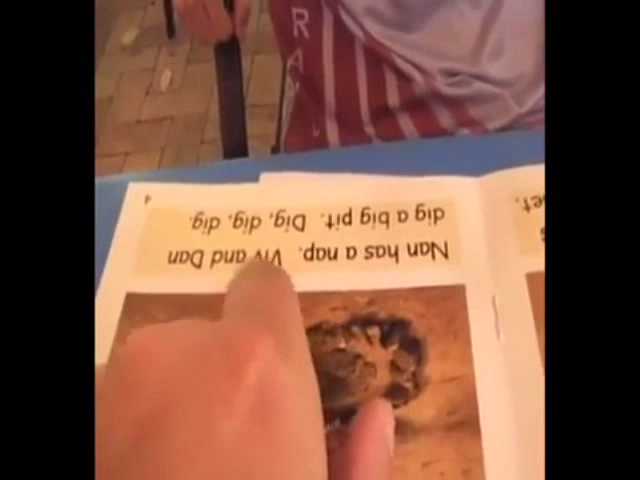 Nan has a nap. Viv and Dan
dig a big pit. Dig, dig, dig.